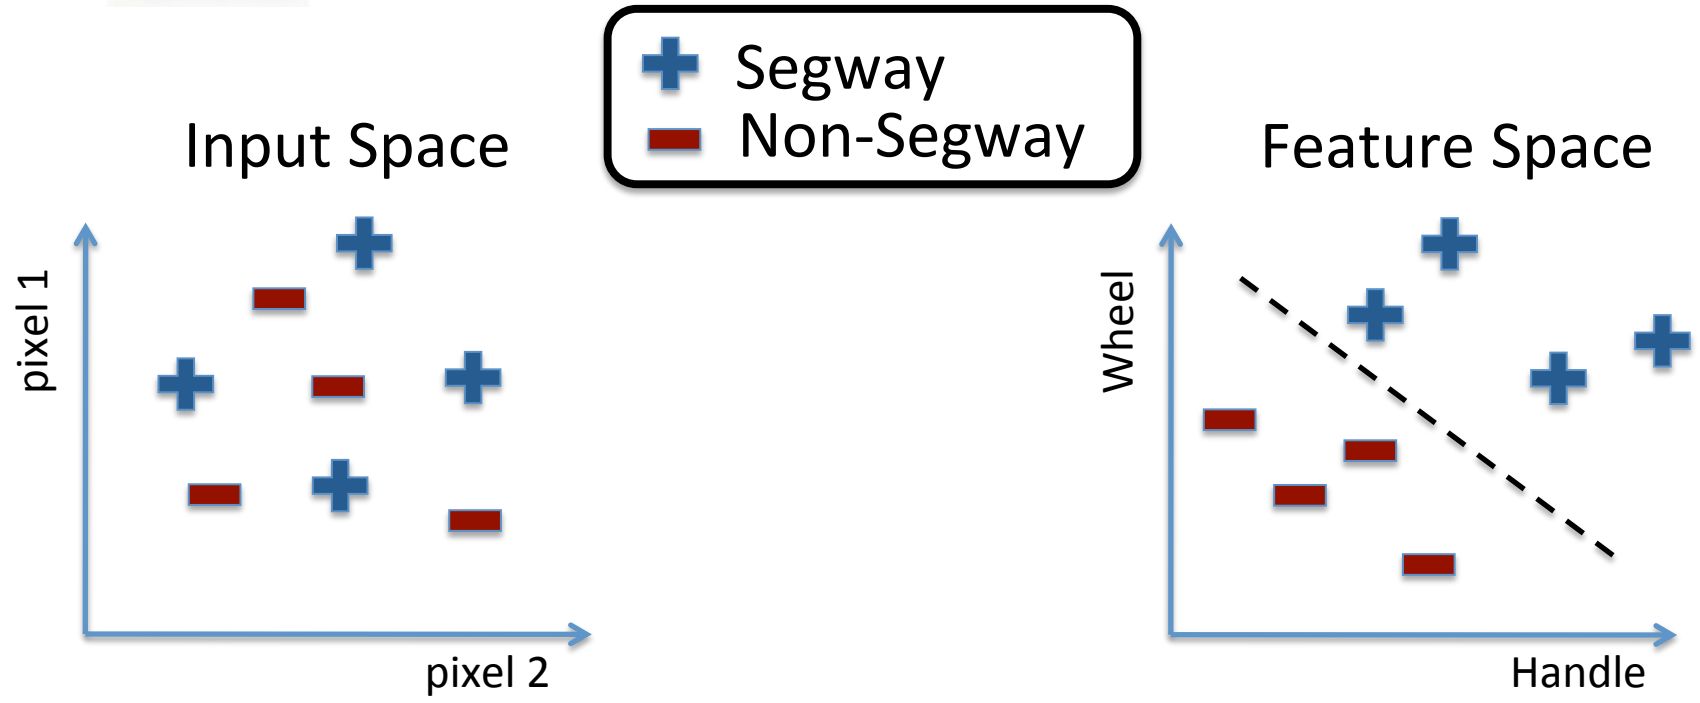 Segway
Non-Segway
Input Space
pixel 1
pixel 2
Feature Space
Wheel
Handle